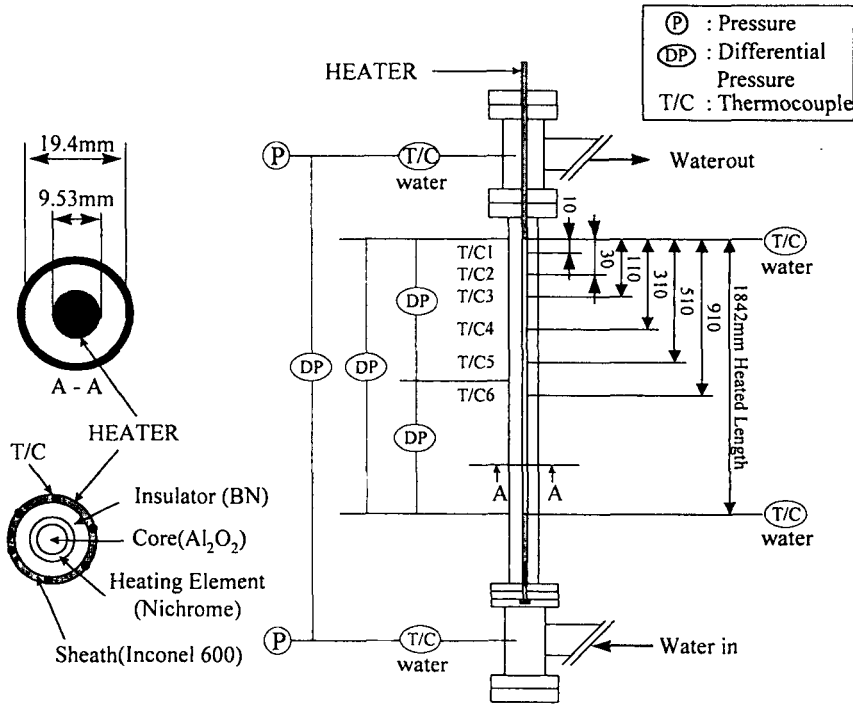 P : Pressure
DP : Differential
Pressure
T/C : Thermocouple
HEATER
19.4mm
9.53mm
P
T/C
water
Waterout
10
30
110
310
510
910
1842mm Heated Length
T/C
water
T/C1
T/C2
T/C3
T/C4
T/C5
T/C6
DP
DP
DP
DP
A - A
HEATER
T/C
Insulator (BN)
Core(Al₂O₂)
Heating Element
(Nichrome)
Sheath(Inconel 600)
A
A
T/C
water
P
T/C
water
Water in